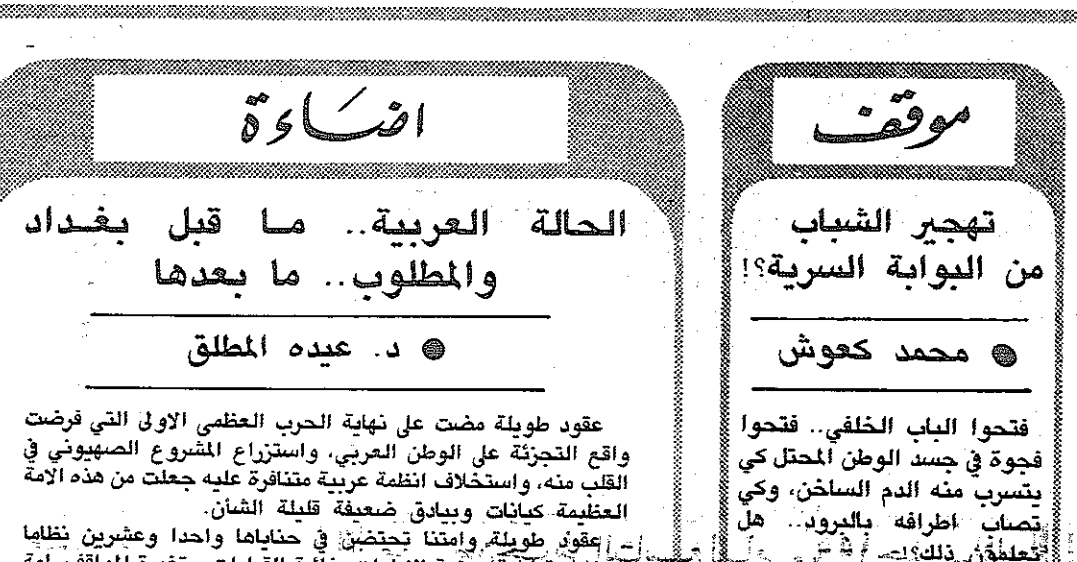 موقف
تهجير الشباب
من البوابة السرية؟!
محمد كعوش
فتحوا الباب الخلفي.. فتحوا
فجوة في جسد الوطن المحتل كي
يتسرب منه الدم الساخن، وكي
تصاب اطرافه بالبرود.. هل
تعلمون ذلك؟!
اضاءة
الحالة العربية.. ما قبل بغداد
والمطلوب.. ما بعدها
د. عيده المطلق
عقود طويلة مضت على نهاية الحرب العظمى الاولى التي فرضت
واقع التجزئة على الوطن العربي، واستزراع المشروع الصهيوني في
القلب منه، واستخلاف انظمة عربية متنافرة عليه جعلت من هذه الامة
العظيمة كيانات وبيادق ضعيفة قليلة الشأن.
عقود طويلة وامتنا تحتضن في حناياها واحدا وعشرين نظاما